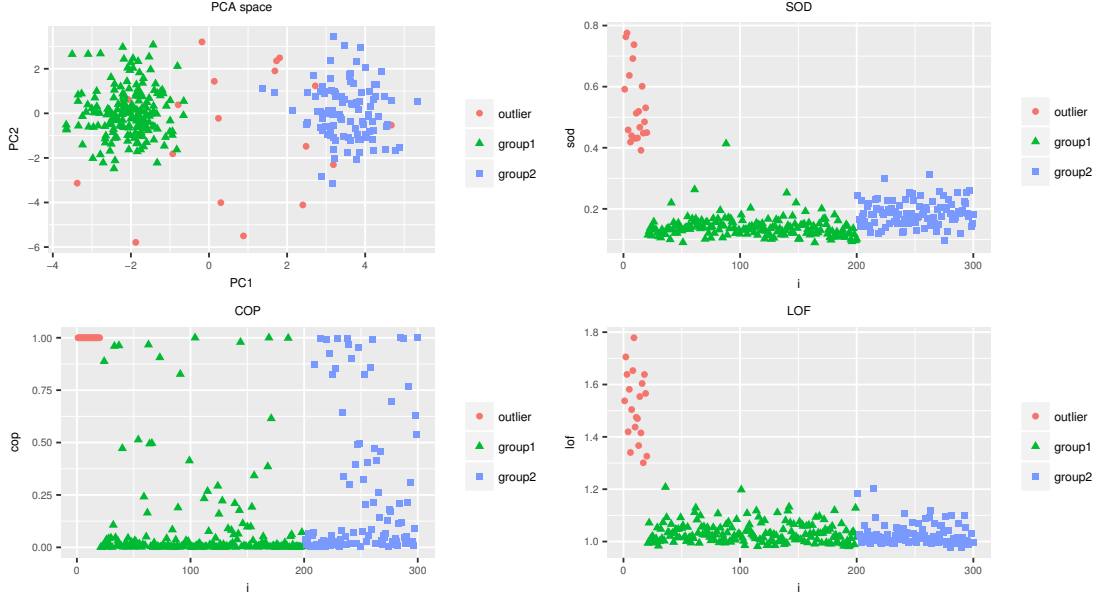 PCA space
2
0
−2
−4
−6
−4
−2
0
2
4
PC1
PC2
outlier
group1
group2
SOD
0.8
0.6
0.4
0.2
0
100
200
300
i
sod
outlier
group1
group2
COP
1.00
0.75
0.50
0.25
0.00
0
100
200
300
i
cop
outlier
group1
group2
LOF
1.8
1.6
1.4
1.2
1.0
0
100
200
300
i
lof
outlier
group1
group2